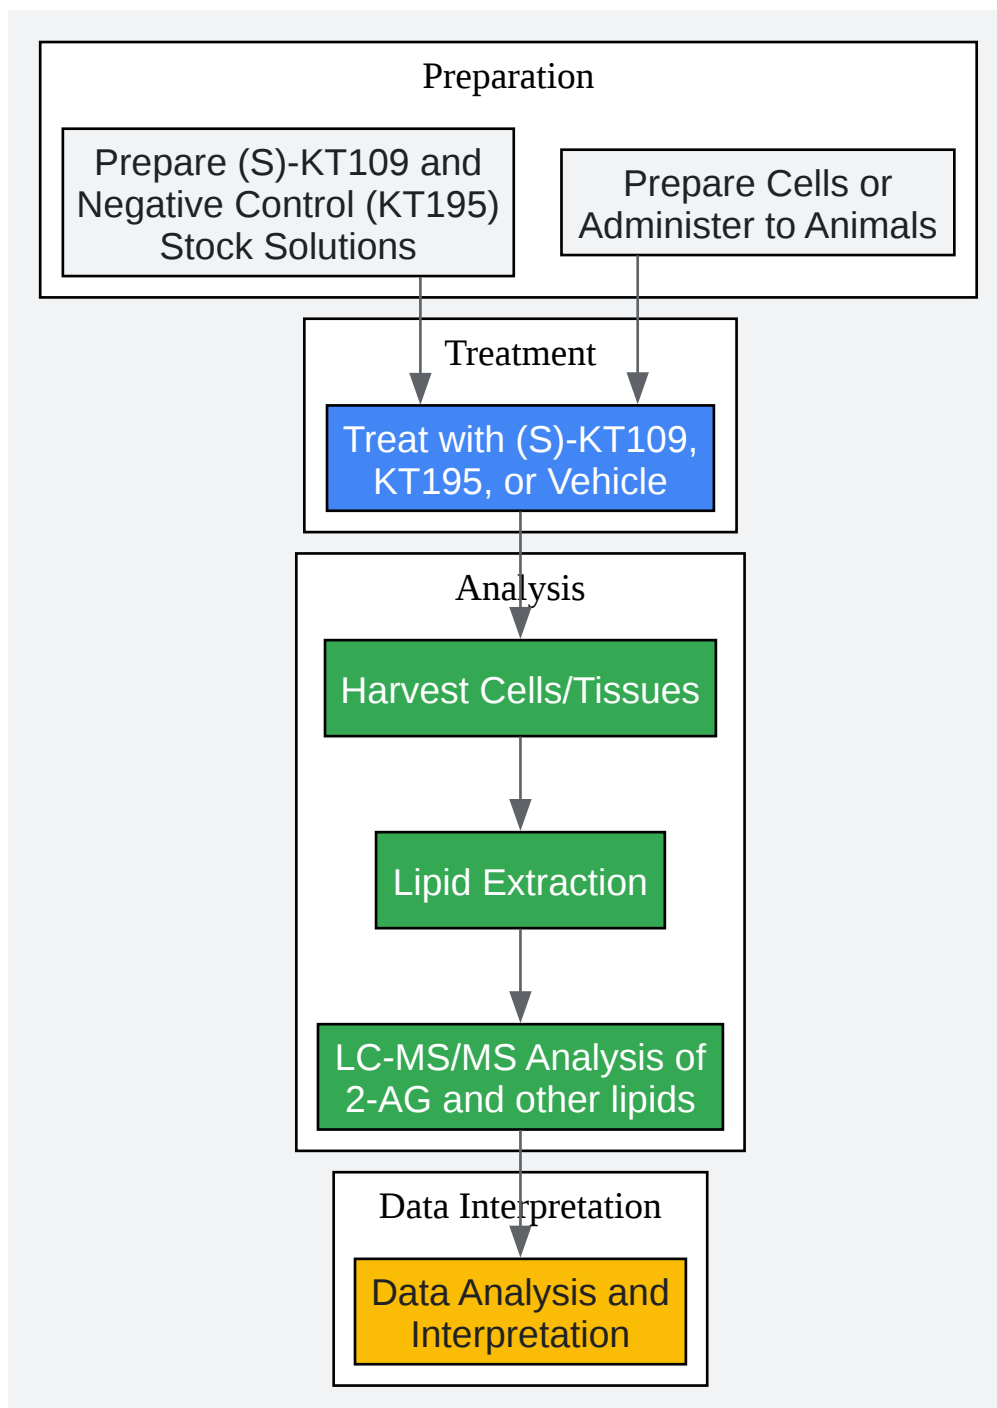 Preparation
Prepare (S)-KT109 and
Negative Control (KT195)
Stock Solutions
Prepare Cells or
Administer to Animals
Treatment
Treat with (S)-KT109,
KT195, or Vehicle
Analysis
Harvest Cells/Tissues
Lipid Extraction
LC-MS/MS Analysis of
2-AG and other lipids
Data Interpretation
Data Analysis and
Interpretation